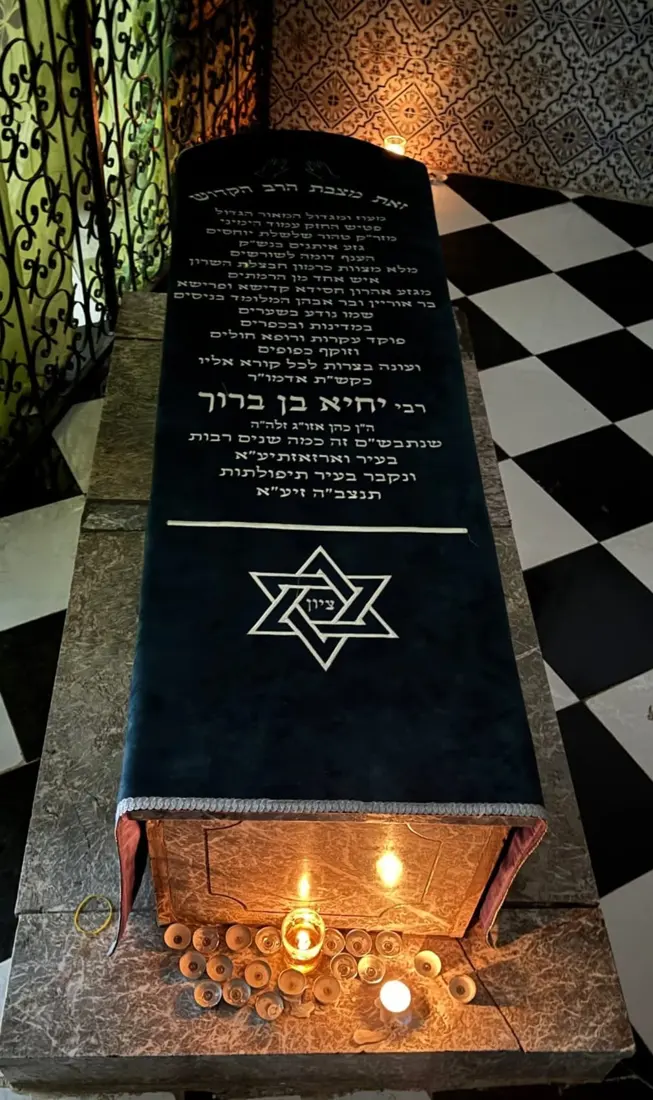 זאת מצבת הרב הקדוש
מעוז ומגדול המאור הגדול
פטיש החזק עמוד הימיני
מזר״ק טהור שלשלת יוחסים
גזע איתנים בנש״ק
הענף דומה לשורשים
מלא מצוות כרמון חבצלת השרון
איש אחד מן הרמתים
מגזע אהרון חסידא קדישא ופרישא
בר אוריין ובר אבהן המלומד בניסים
שמו נודע בשערים
במדינות ובכפרים
פוקד עקרות ורופא חולים
וזוקף כפופים
ועונה בצרות לכל קורא אליו
כקש״ת אדמו״ר
רבי יחיא בן ברוך
ה״ן כהן אזו״ג זלה״ה
שנתבש״ם זה כמה שנים רבות
בעיר וארזאזתיע״א
ונקבר בעיר תיפולתות
תנצב״ה זיע״א
ציון